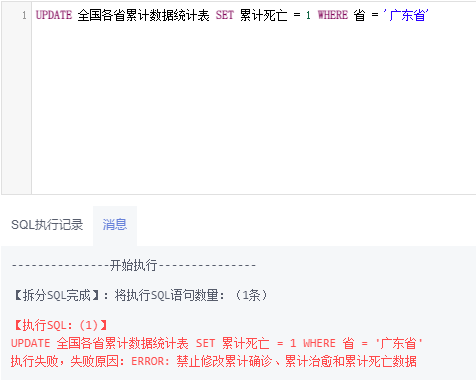 1 UPDATE 全国各省累计数据统计表 SET 累计死亡 = 1 WHERE 省 = '广东省'
SQL执行记录 消息
---------------开始执行---------------
【拆分SQL完成】：将执行SQL语句数量：（1条）
【执行SQL：(1)】
UPDATE 全国各省累计数据统计表 SET 累计死亡 = 1 WHERE 省 = '广东省'
执行失败，失败原因：ERROR: 禁止修改累计确诊、累计治愈和累计死亡数据